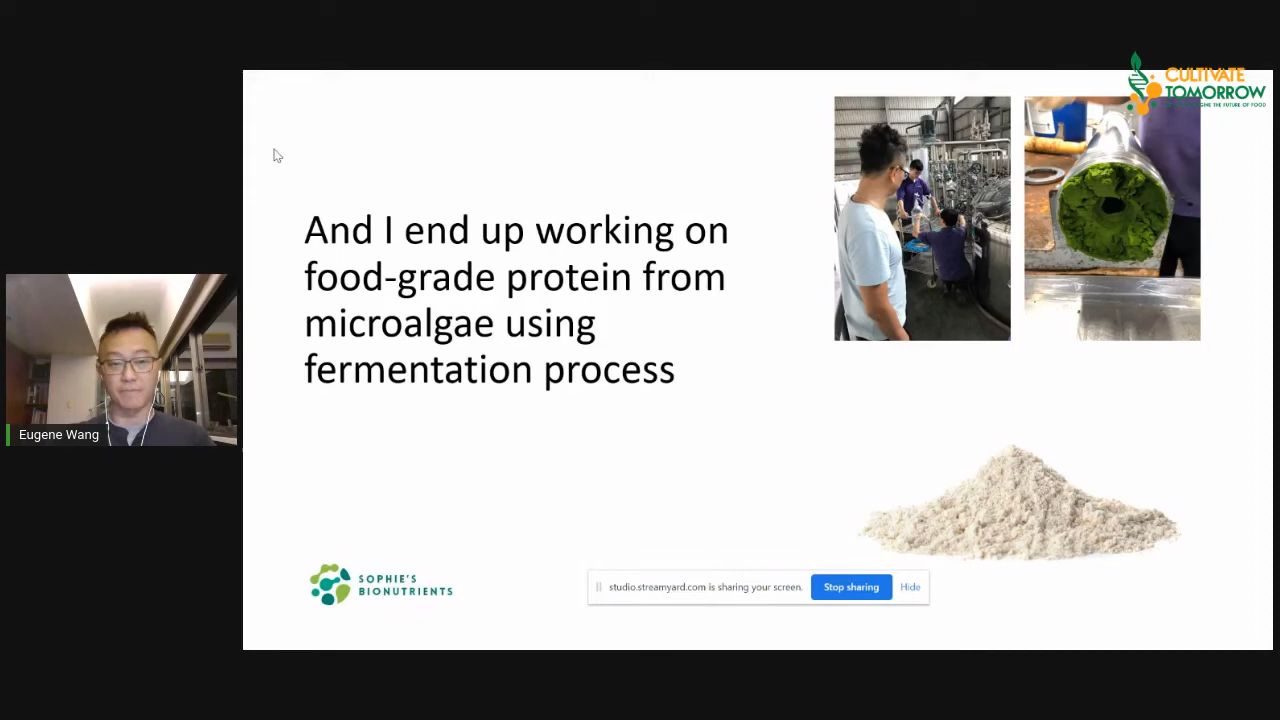 CULTIVATE
TOMORROW
And I end up working on
food-grade protein from
microalgae using
fermentation process
Eugene Wang
SOPHIE'S
BIONUTRIENTS
studio.streamyard.com is sharing your screen.
Stop sharing
Hide